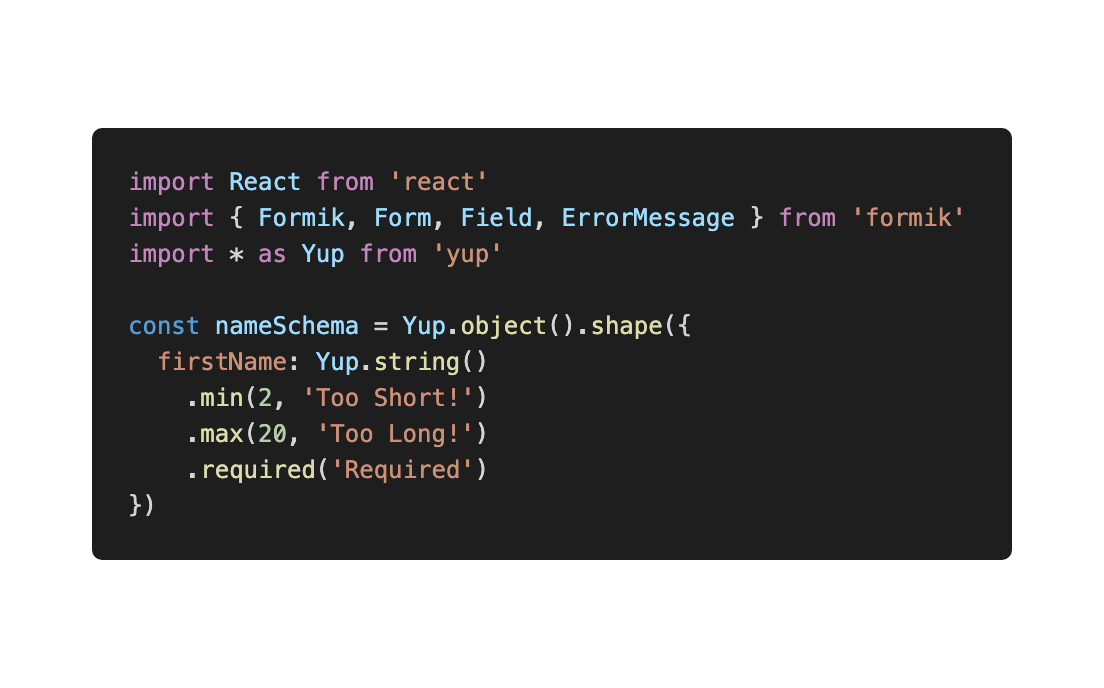 import React from 'react'
import { Formik, Form, Field, ErrorMessage } from 'formik'
import * as Yup from 'yup'

const nameSchema = Yup.object().shape({
  firstName: Yup.string()
    .min(2, 'Too Short!')
    .max(20, 'Too Long!')
    .required('Required')
})